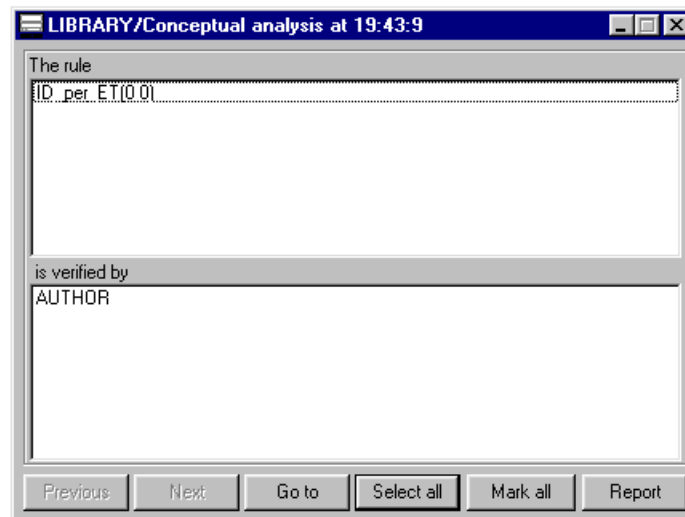 LIBRARY/Conceptual analysis at 19:43:9
The rule
ID_per_ET(0 0)
is verified by
AUTHOR
Previous Next Go to Select all Mark all Report